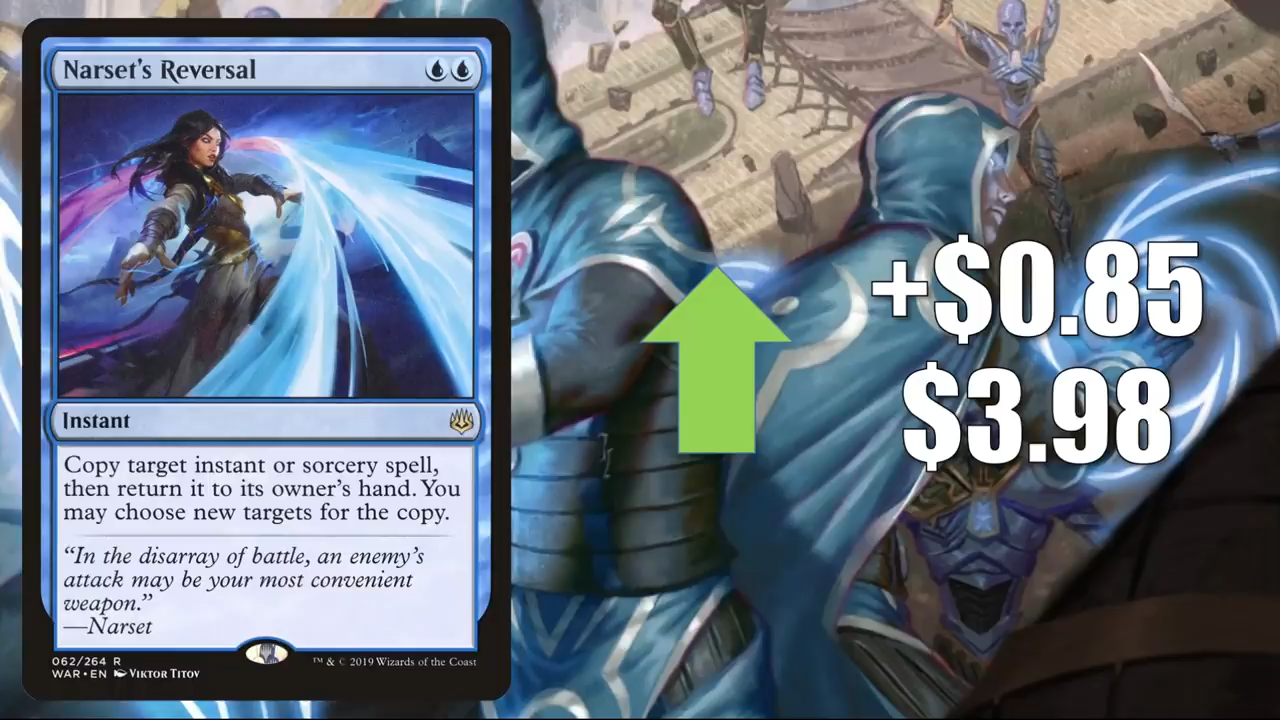 Narset's Reversal
Instant
Copy target instant or sorcery spell,
then return it to its owner's hand. You
may choose new targets for the copy.
“In the disarray of battle, an enemy's
attack may be your most convenient
weapon.”
—Narset
062/264 R
WAR • EN VIKTOR TITOV
™ & © 2019 Wizards of the Coast
+$0.85
$3.98